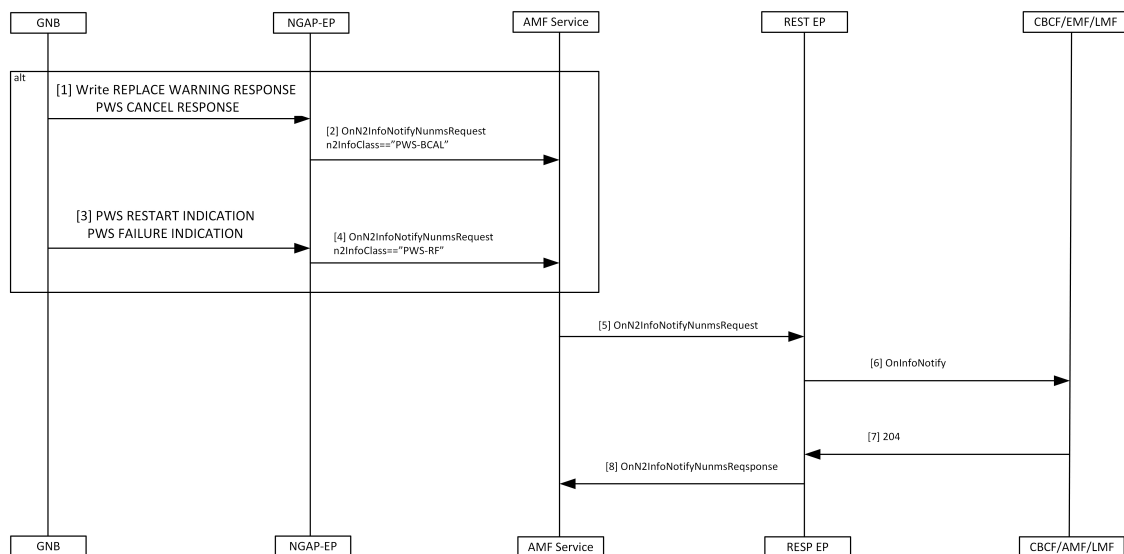 GNB
NGAP-EP
AMF Service
REST EP
CBCF/EMF/LMF
alt
[1] Write REPLACE WARNING RESPONSE
PWS CANCEL RESPONSE
[2] OnN2InfoNotifyNunmsRequest
n2InfoClass==”PWS-BCAL”
[3] PWS RESTART INDICATION
PWS FAILURE INDICATION
[4] OnN2InfoNotifyNunmsRequest
n2InfoClass==”PWS-RF”
[5] OnN2InfoNotifyNunmsRequest
[6] OnInfoNotify
[7] 204
[8] OnN2InfoNotifyNunmsReqsponse
GNB
NGAP-EP
AMF Service
RESP EP
CBCF/AMF/LMF